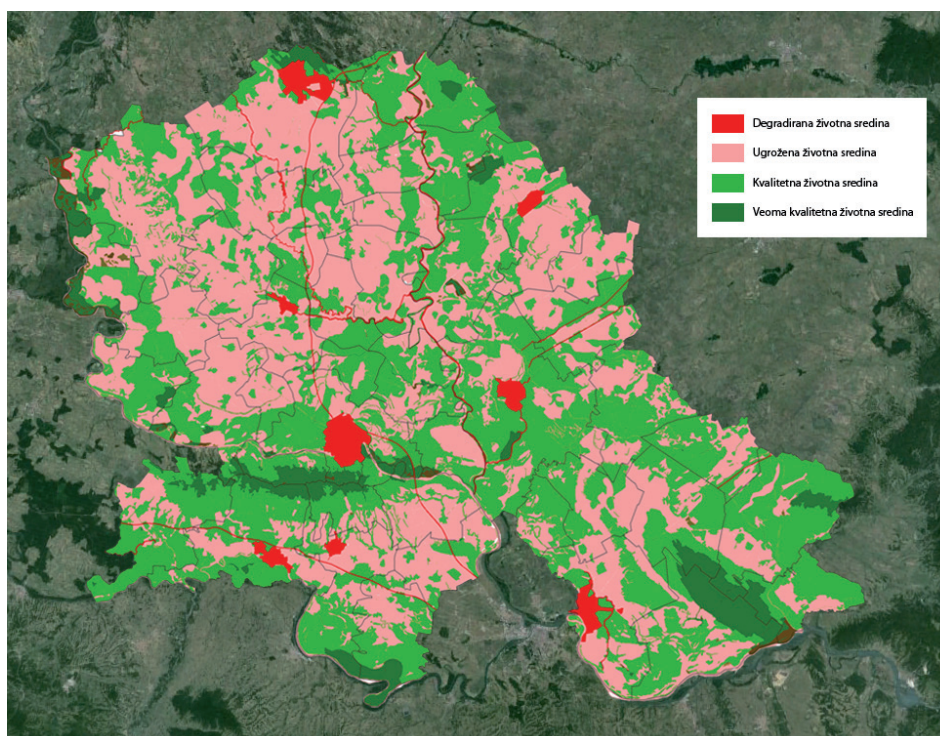 Degradirana životna sredina
Ugrožena životna sredina
Kvalitetna životna sredina
Veoma kvalitetna životna sredina